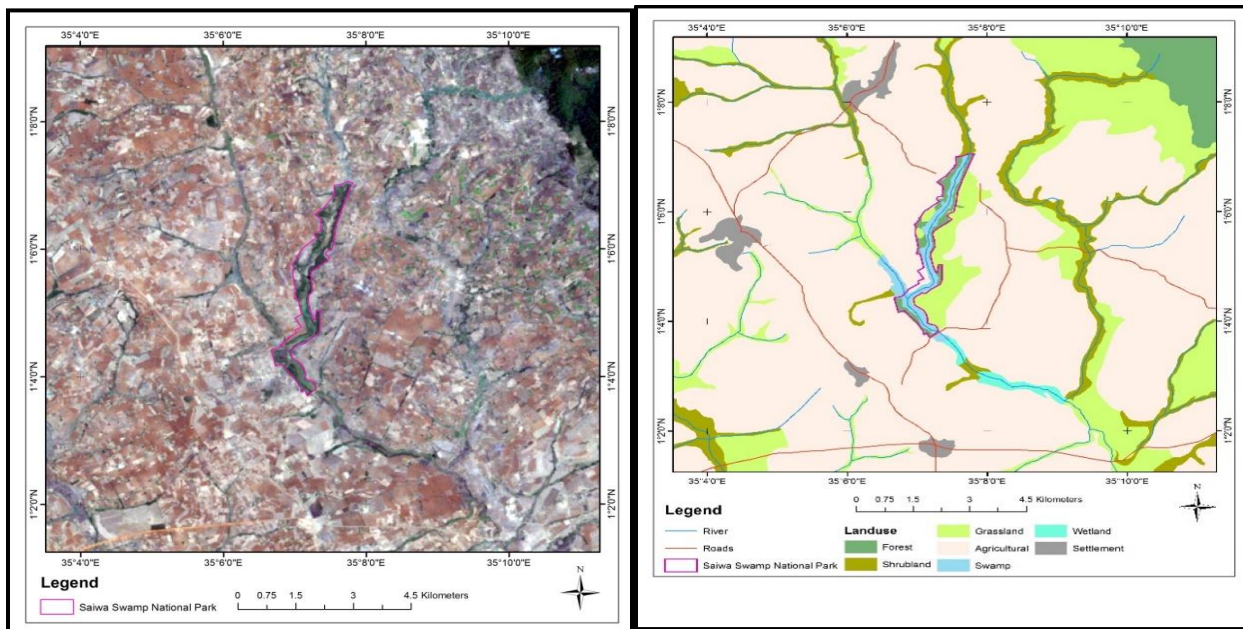 35°4'0"E 35°6'0"E 35°8'0"E 35°10'0"E
1°8'0"N 1°8'0"N
1°6'0"N 1°6'0"N
1°4'0"N 1°4'0"N
1°2'0"N 1°2'0"N
35°4'0"E 35°6'0"E 35°8'0"E 35°10'0"E
Legend
Saiwa Swamp National Park
0 0.75 1.5 3 4.5 Kilometers
N
35°4'0"E 35°6'0"E 35°8'0"E 35°10'0"E
1°8'0"N 1°8'0"N
1°6'0"N 1°6'0"N
1°4'0"N 1°4'0"N
1°2'0"N 1°2'0"N
35°4'0"E 35°6'0"E 35°8'0"E 35°10'0"E
0 0.75 1.5 3 4.5 Kilometers
N
Legend
River
Roads
Saiwa Swamp National Park
Landuse
Forest
Shrubland
Grassland
Agricultural
Swamp
Wetland
Settlement